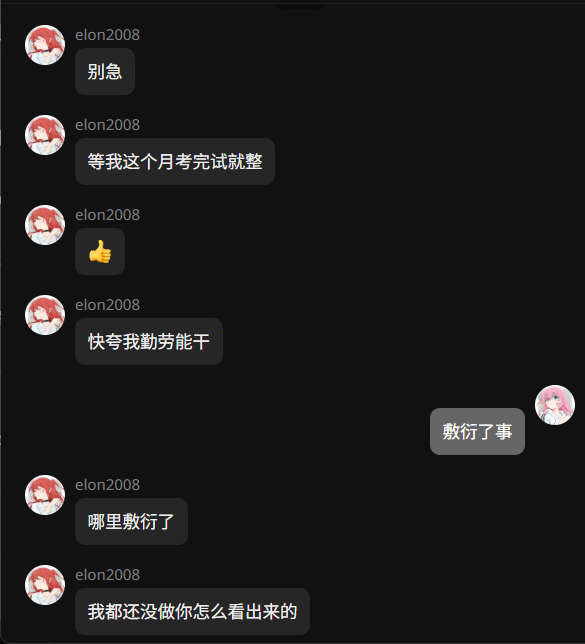 elon2008
别急
elon2008
等我这个月考完试就整
elon2008
👍
elon2008
快夸我勤劳能干
敷衍了事
elon2008
哪里敷衍了
elon2008
我都还没做你怎么看出来的